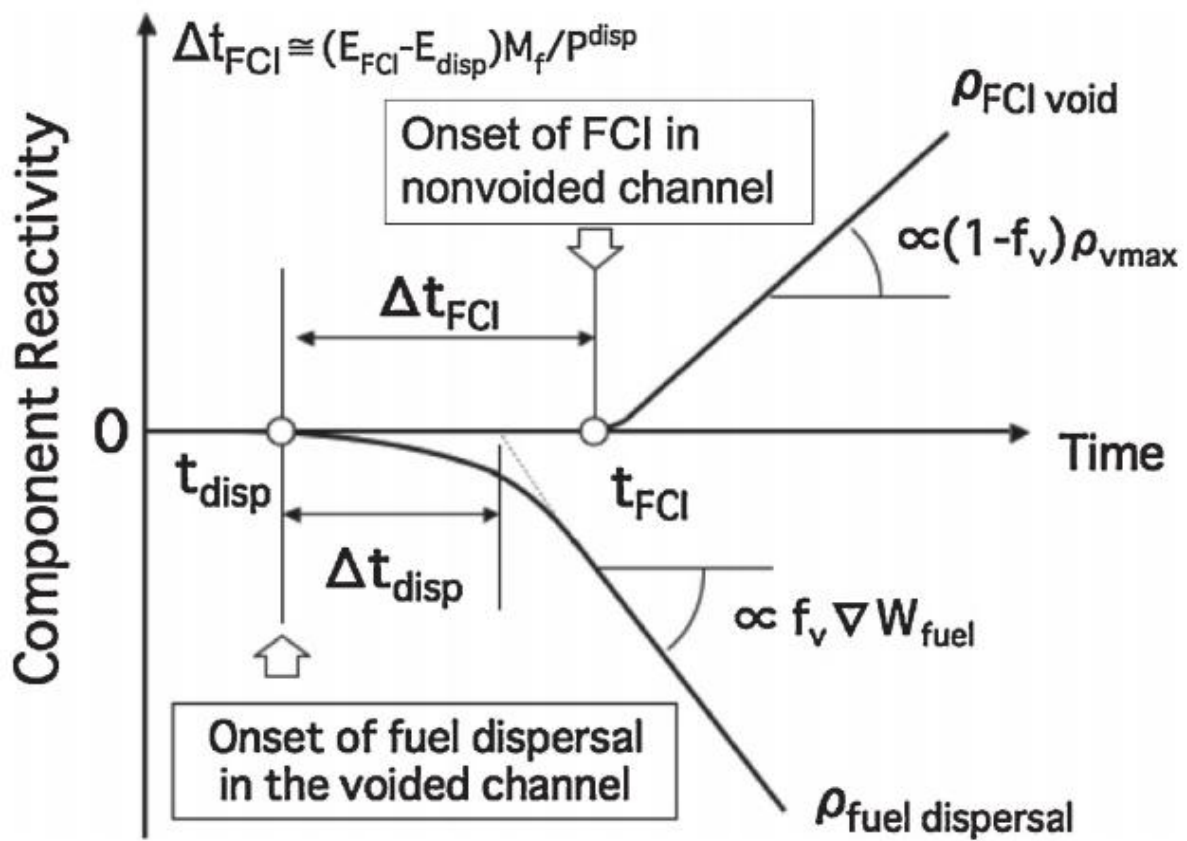 Δt_FCI ≅ (E_FCI-E_disp)M_f/P^disp
ρ_FCI void
Onset of FCI in
nonvoided channel
∝(1-f_v)ρ_vmax
Δt_FCI
Component Reactivity
0
Time
t_disp
t_FCI
Δt_disp
∝ f_v ∇ W_fuel
Onset of fuel dispersal
in the voided channel
ρ_fuel dispersal